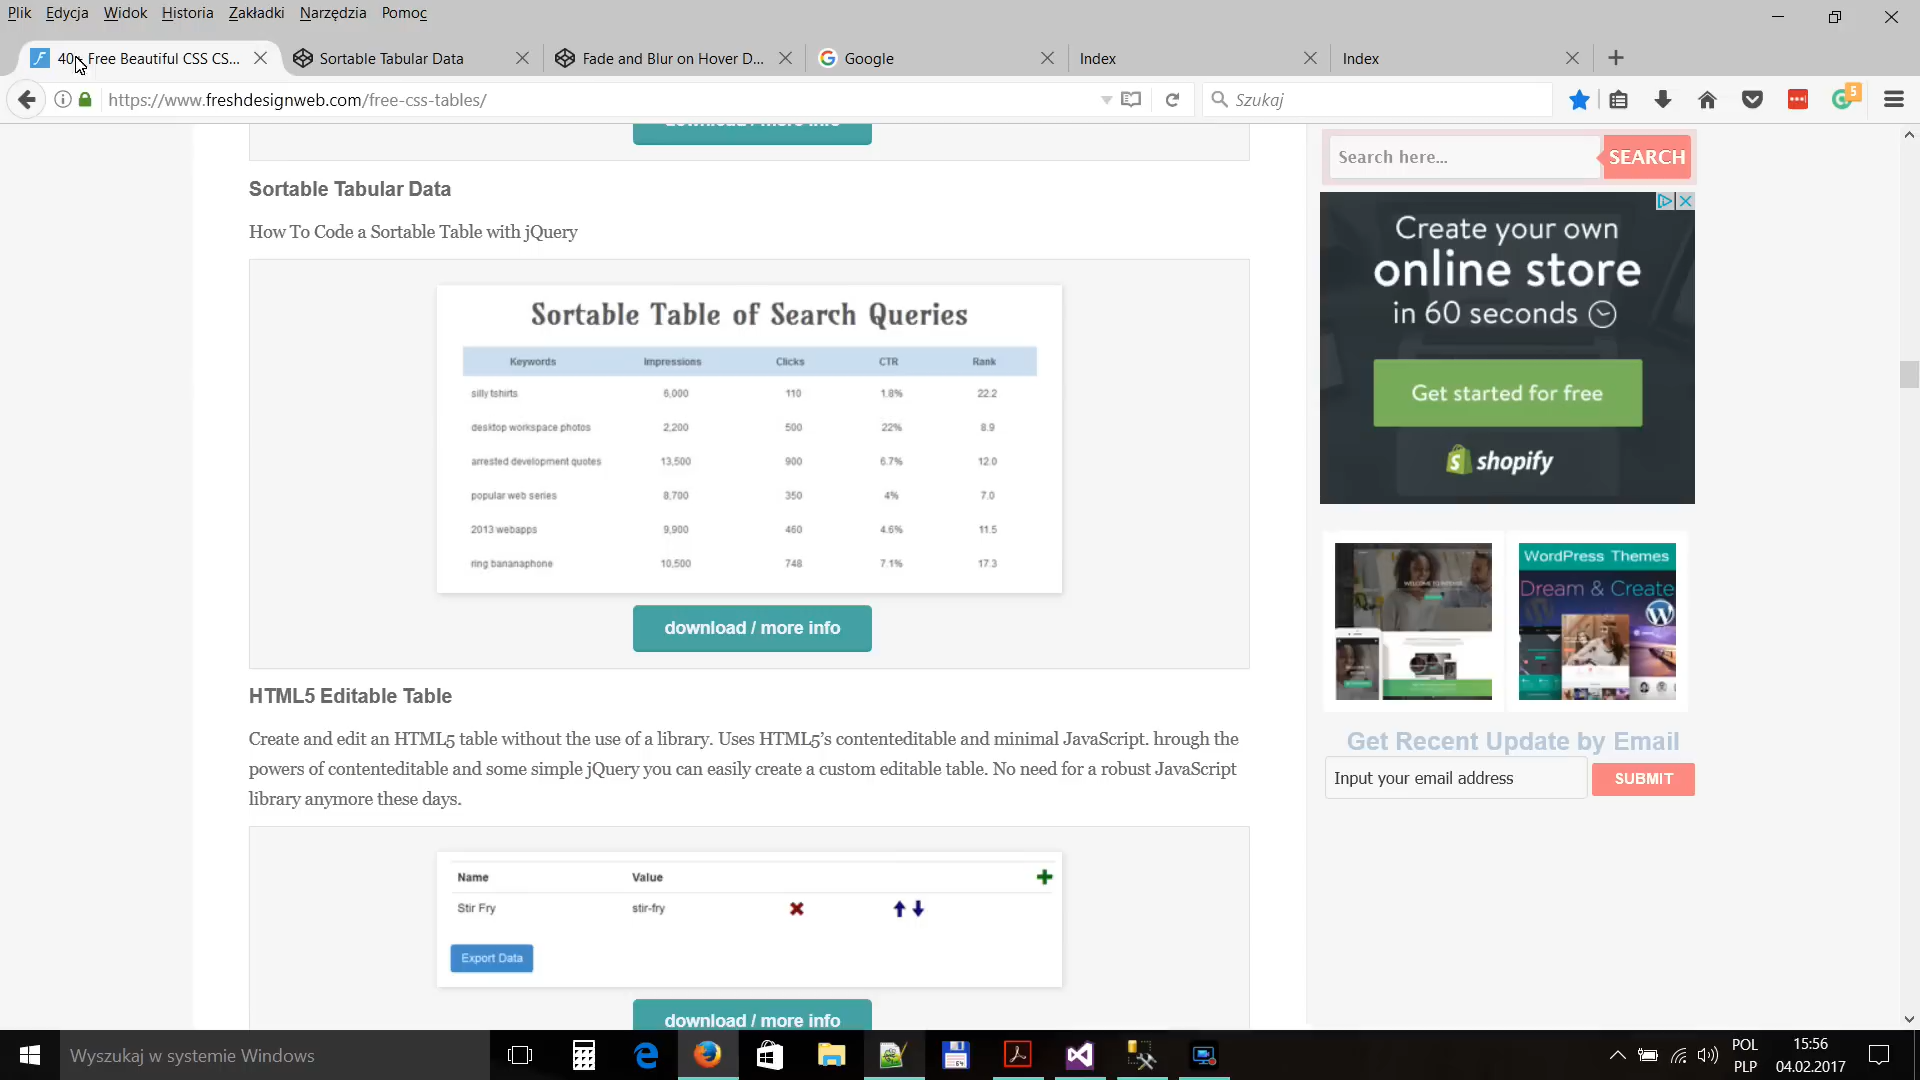 Plik Edycja Widok Historia Zakładki Narzędzia Pomoc
40+ Free Beautiful CSS CS... Sortable Tabular Data Fade and Blur on Hover D... Google Index Index
https://www.freshdesignweb.com/free-css-tables/ Szukaj 5
download / more info
Sortable Tabular Data
How To Code a Sortable Table with jQuery
Sortable Table of Search Queries
Keywords Impressions Clicks CTR Rank
silly tshirts 6,000 110 1.8% 22.2
desktop workspace photos 2,200 500 22% 8.9
arrested development quotes 13,500 900 6.7% 12.0
popular web series 8,700 350 4% 7.0
2013 webapps 9,900 460 4.6% 11.5
ring bananaphone 10,500 748 7.1% 17.3
download / more info
HTML5 Editable Table
Create and edit an HTML5 table without the use of a library. Uses HTML5’s contenteditable and minimal JavaScript. hrough the
powers of contenteditable and some simple jQuery you can easily create a custom editable table. No need for a robust JavaScript
library anymore these days.
Name Value
Stir Fry stir-fry
Export Data
download / more info
Search here... SEARCH
Create your own
online store
in 60 seconds
Get started for free
shopify
WELCOME TO INTENSE
WordPress Themes
Dream & Create
Get Recent Update by Email
Input your email address SUBMIT
Wyszukaj w systemie Windows
64
POL
PLP
15:56
04.02.2017